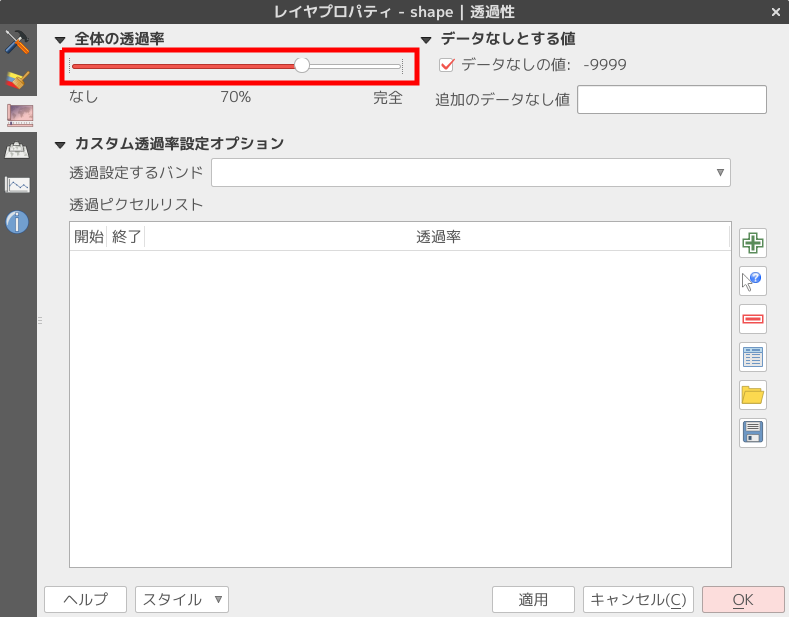 レイヤプロパティ - shape | 透過性
全体の透過率
なし 70% 完全
データなしとする値
データなしの値: -9999
追加のデータなし値
カスタム透過率設定オプション
透過設定するバンド
透過ピクセルリスト
開始 終了 透過率
ヘルプ スタイル 適用 キャンセル(C) OK